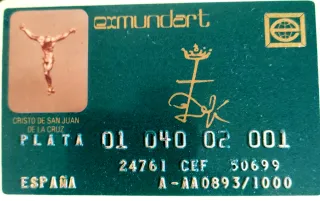 exmundart
CRISTO DE SAN JUAN
DE LA CRUZ
PLATA 01 040 02 001
24761 CEF 50699
ESPAÑA A-AA0893/1000